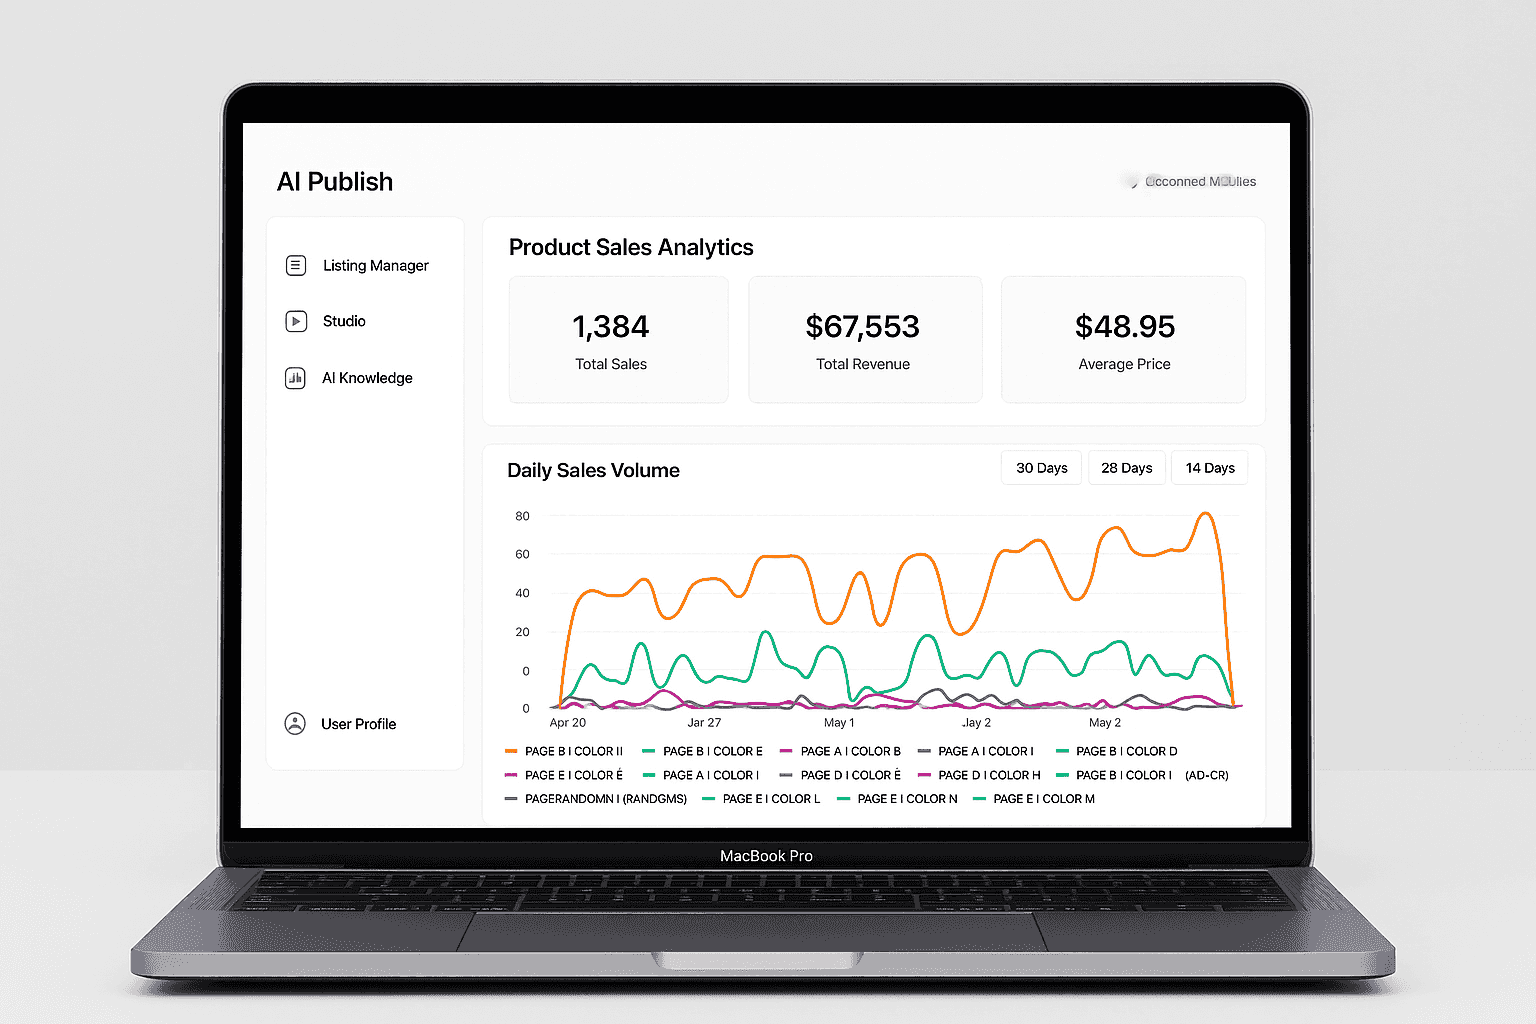 AI Publish
Listing Manager
Studio
AI Knowledge
User Profile
Product Sales Analytics
1,384
Total Sales
$67,553
Total Revenue
$48.95
Average Price
Daily Sales Volume
30 Days
28 Days
14 Days
80
60
40
20
0
0
Apr 20
Jar 27
May 1
Jay 2
May 2
PAGE B | COLOR II
PAGE B | COLOR E
PAGE A | COLOR B
PAGE A | COLOR I
PAGE B | COLOR D
PAGE E | COLOR É
PAGE A | COLOR I
PAGE D | COLOR Ė
PAGE D | COLOR H
PAGE B | COLOR I (AD-CR)
PAGERANDOMN I (RANDGMS)
PAGE E | COLOR L
PAGE E | COLOR N
PAGE E | COLOR M
MacBook Pro